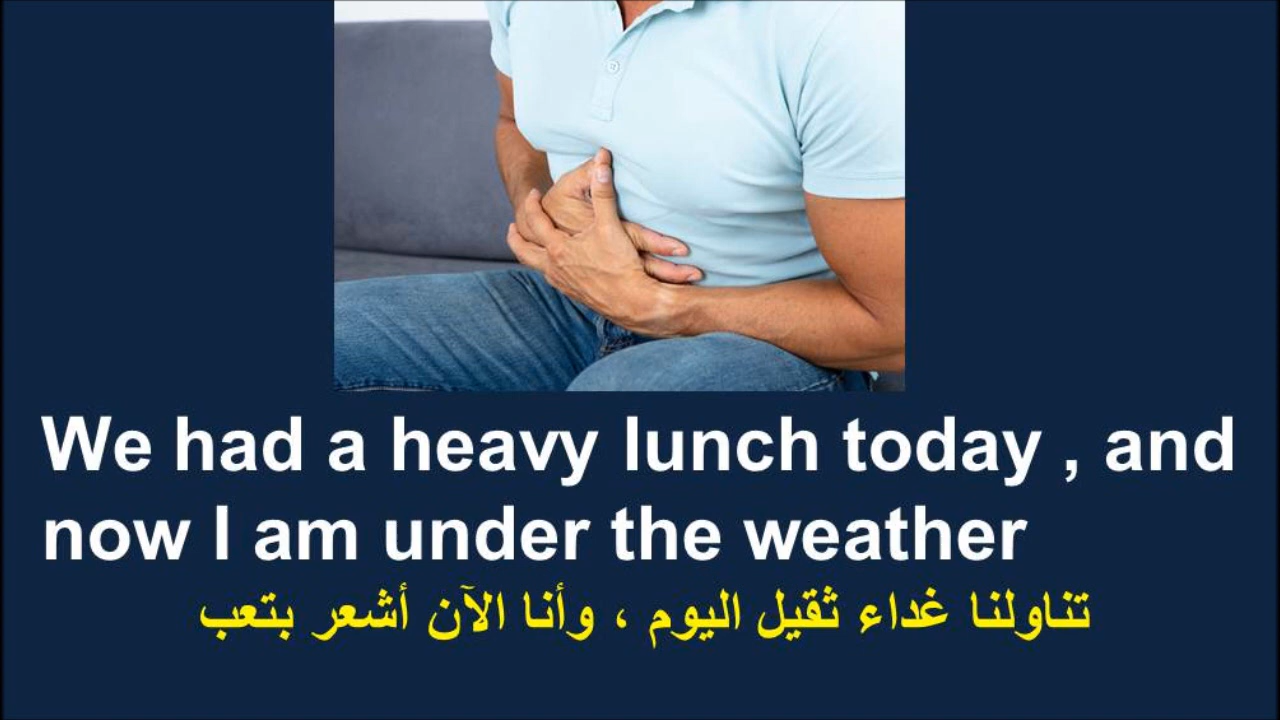 We had a heavy lunch today , and
now I am under the weather
تناولنا غداء ثقيل اليوم ، وأنا الآن أشعر بتعب